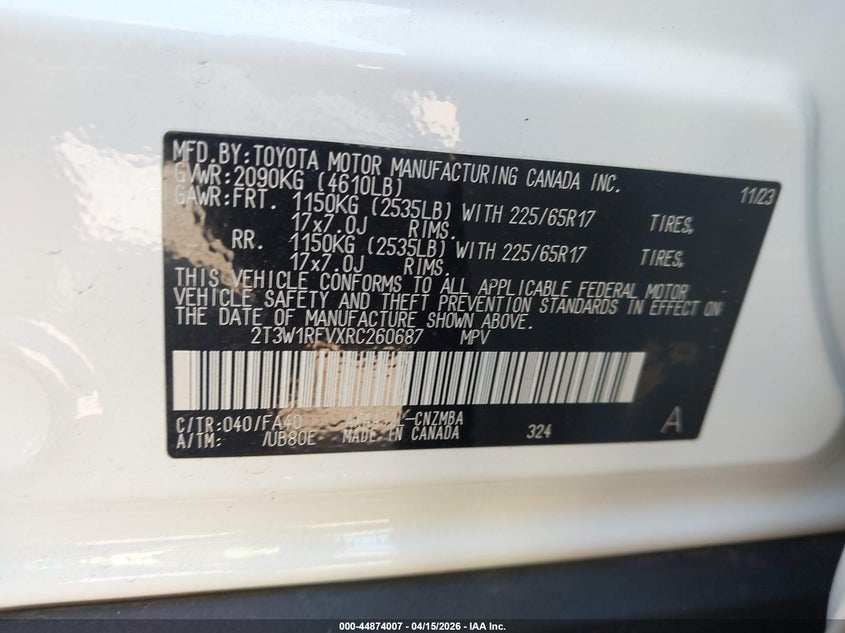 MFD.BY:TOYOTA MOTOR MANUFACTURING CANADA INC. 11/23
GVWR:2090KG (4610LB)
GAWR:FRT. 1150KG (2535LB) WITH 225/65R17 TIRES,
17x7.0J RIMS.
RR. 1150KG (2535LB) WITH 225/65R17 TIRES,
17x7.0J RIMS.
THIS VEHICLE CONFORMS TO ALL APPLICABLE FEDERAL MOTOR
VEHICLE SAFETY AND THEFT PREVENTION STANDARDS IN EFFECT ON
THE DATE OF MANUFACTURE SHOWN ABOVE.
2T3W1RFVXRC260687 MPV
C/TR:040/FA40 L-CNZMBA
A/TM: /UB80E MADE IN CANADA 324 A
000-44874007 - 04/15/2026 - IAA Inc.